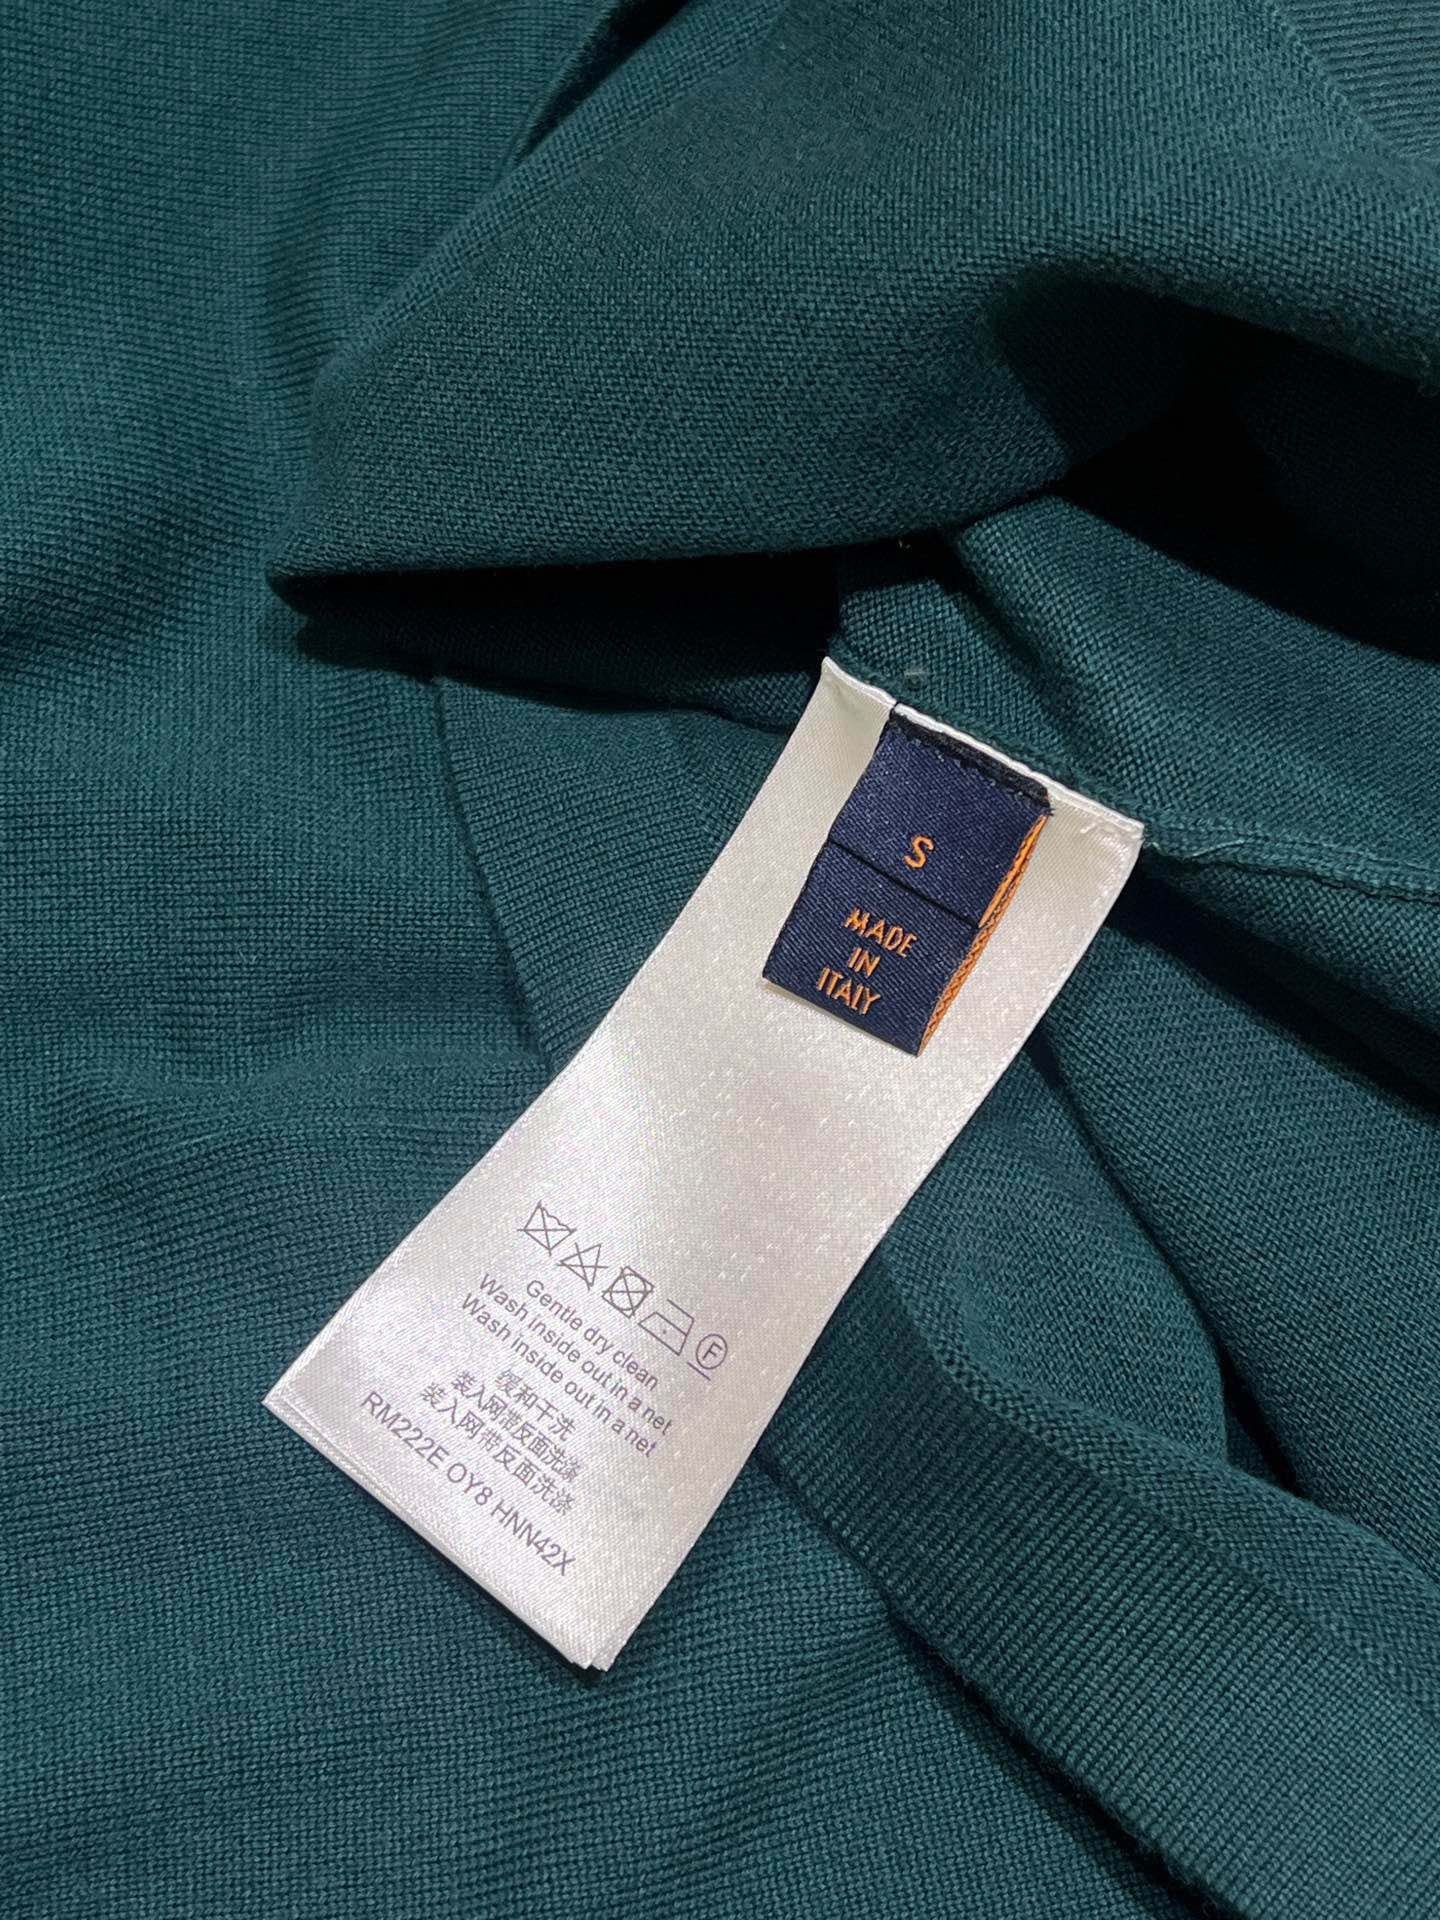 S
MADE
IN
ITALY
F
Gentle dry clean
Wash inside out in a net
Wash inside out in a net
缓和干洗
装入网带反面洗涤
装入网带反面洗涤
RM222E OY8 HNN42X